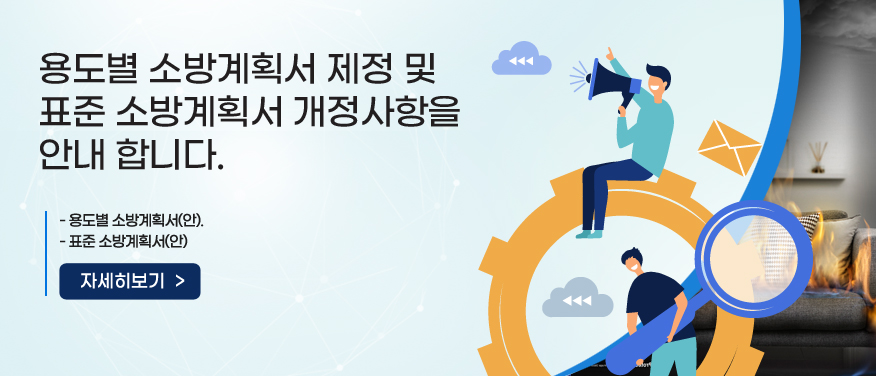 용도별 소방계획서 제정 및
표준 소방계획서 개정사항을
안내 합니다.
- 용도별 소방계획서(안).
- 표준 소방계획서(안)
자세히보기 >